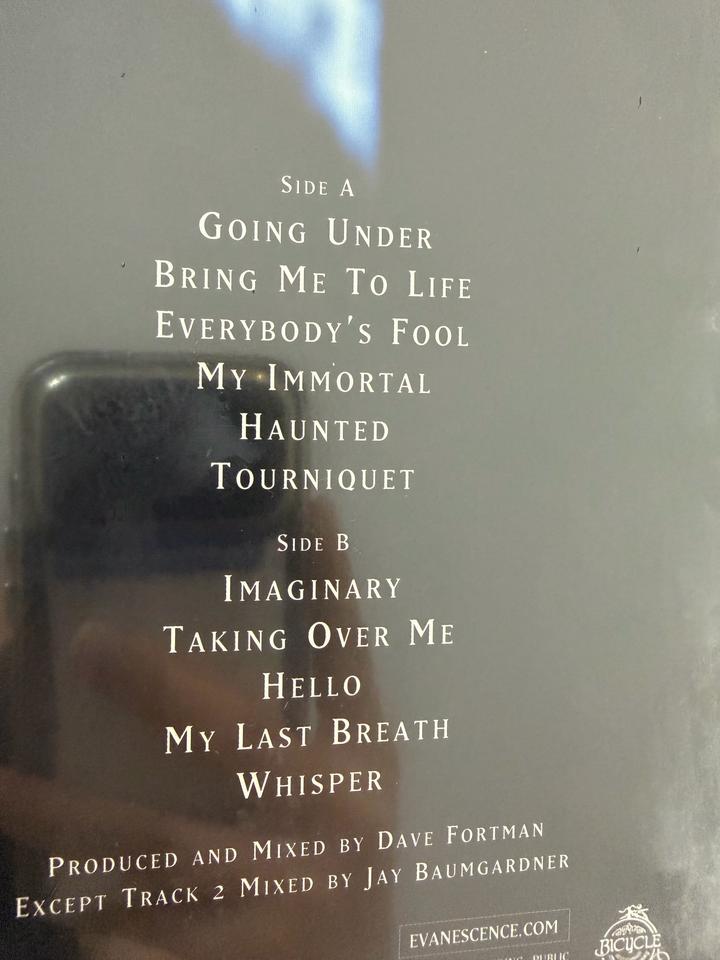 SIDE A
GOING UNDER
BRING ME TO LIFE
EVERYBODY'S FOOL
MY IMMORTAL
HAUNTED
TOURNIQUET
SIDE B
IMAGINARY
TAKING OVER ME
HELLO
MY LAST BREATH
WHISPER
PRODUCED AND MIXED BY DAVE FORTMAN
EXCEPT TRACK 2 MIXED BY JAY BAUMGARDNER
EVANESCENCE.COM
BICYCLE
PUBLIC